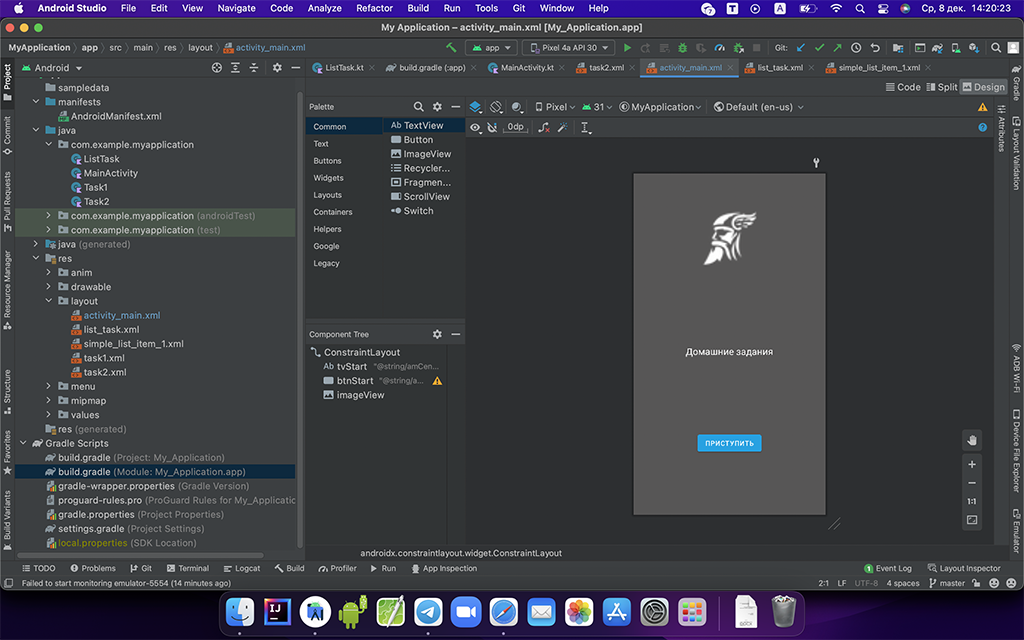 Android Studio File Edit View Navigate Code Analyze Refactor Build Run Tools Git Window Help Ср, 8 дек. 14:20:23
My Application – activity_main.xml [My_Application.app]
MyApplication app src main res layout activity_main.xml app Pixel 4a API 30 Git:
Android ListTask.kt build.gradle (:app) MainActivity.kt task2.xml activity_main.xml list_task.xml simple_list_item_1.xml
Code Split Design
sampledata
manifests
AndroidManifest.xml
java
com.example.myapplication
ListTask
MainActivity
Task1
Task2
com.example.myapplication (androidTest)
com.example.myapplication (test)
java (generated)
res
anim
drawable
layout
activity_main.xml
list_task.xml
simple_list_item_1.xml
task1.xml
task2.xml
menu
mipmap
values
res (generated)
Gradle Scripts
build.gradle (Project: My_Application)
build.gradle (Module: My_Application.app)
gradle-wrapper.properties (Gradle Version)
proguard-rules.pro (ProGuard Rules for My_Applicatic
gradle.properties (Project Properties)
settings.gradle (Project Settings)
local.properties (SDK Location)
Palette
Common
Text
Buttons
Widgets
Layouts
Containers
Helpers
Google
Legacy
Ab TextView
Button
ImageView
Recycler...
Fragmen...
ScrollView
Switch
Component Tree
ConstraintLayout
Ab tvStart "@string/amCen...
btnStart "@string/a...
imageView
Pixel 31 MyApplication Default (en-us)
0dp
Домашние задания
ПРИСТУПИТЬ
1:1
androidx.constraintlayout.widget.ConstraintLayout
Project
Commit
Pull Requests
Resource Manager
Structure
Favorites
Build Variants
Gradle
Attributes
Layout Validation
ADB Wi-Fi
Device File Explorer
Emulator
TODO Problems Git Terminal Logcat Build Profiler Run App Inspection 1 Event Log Layout Inspector
Failed to start monitoring emulator-5554 (14 minutes ago) 2:1 LF UTF-8 4 spaces master